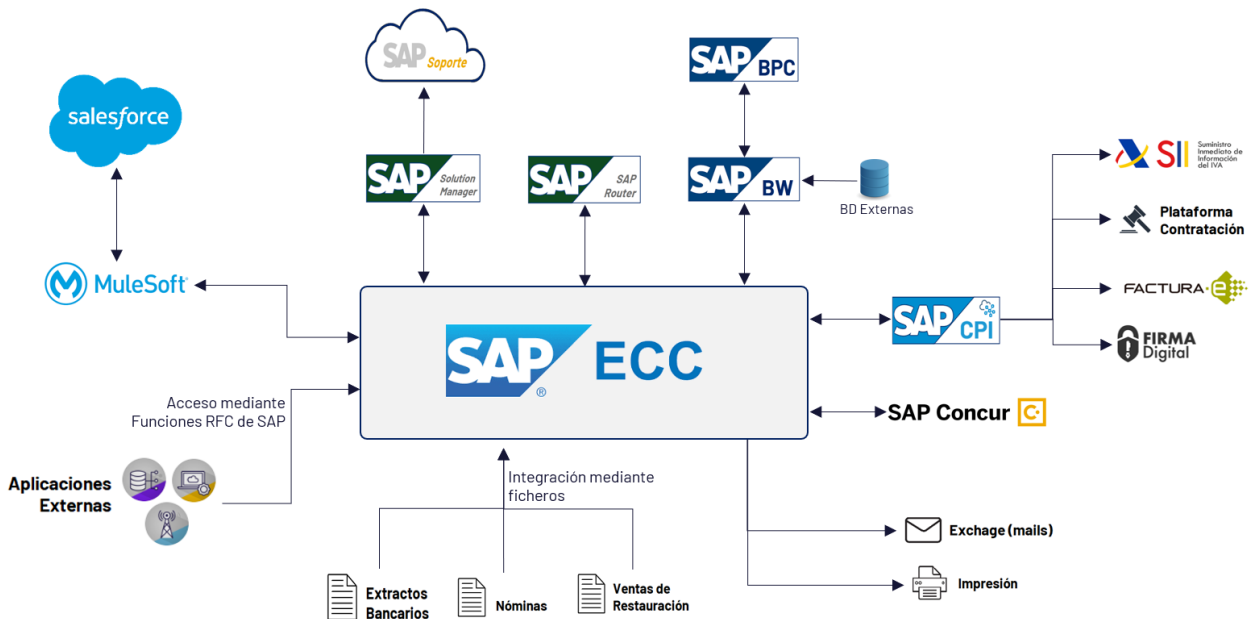 SAP Soporte
SAP BPC
salesforce
SAP Solution
Manager
SAP SAP
Router
SAP BW
BD Externas
SII Suministro
Inmediato de
Información
del IVA
Plataforma
Contratación
MuleSoft
FACTURA-e
SAP CPI
FIRMA
Digital
SAP ® ECC
Acceso mediante
Funciones RFC de SAP
SAP Concur C.
Aplicaciones
Externas
Integración mediante
ficheros
Exchage (mails)
Impresión
Extractos
Bancarios
Nóminas
Ventas de
Restauración